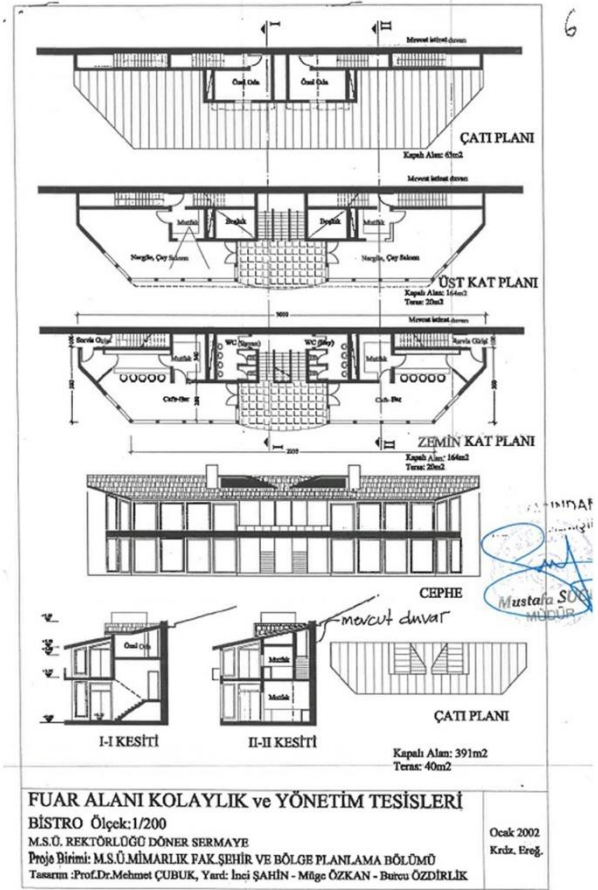 6
I II
Mevcut istinat duvarı
Özel Oda Özel Oda
ÇATI PLANI
Kapalı Alan: 63m2
Mevcut istinat duvarı
Mutfak Boşluk Boşluk Mutfak
Nargile, Çay Salonu Nargile, Çay Salonu
ÜST KAT PLANI
Kapalı Alan: 164m2
Teras: 20m2
3000
Mevcut istinat duvarı
Servis Girişi WC (Bayan) WC (Bay) Servis Girişi
Mutfak Mutfak
Cafe-Bar Cafe-Bar
ZEMİN KAT PLANI
I II
Kapalı Alan: 164m2
Teras: 20m2
CEPHE
Mustafa
MÜDÜR
mevcut duvar
Özel Oda
Mutfak
Mutfak
I-I KESİTİ
II-II KESİTİ
ÇATI PLANI
Kapalı Alan: 391m2
Teras: 40m2
FUAR ALANI KOLAYLIK ve YÖNETİM TESİSLERİ
BİSTRO Ölçek:1/200
M.S.Ü. REKTÖRLÜĞÜ DÖNER SERMAYE
Proje Birimi: M.S.Ü.MİMARLIK FAK.ŞEHİR VE BÖLGE PLANLAMA BÖLÜMÜ
Tasarım :Prof.Dr.Mehmet ÇUBUK, Yard: İnci ŞAHİN - Müge ÖZKAN - Burcu ÖZDİRLİK
Ocak 2002
Krdz. Ereğ.